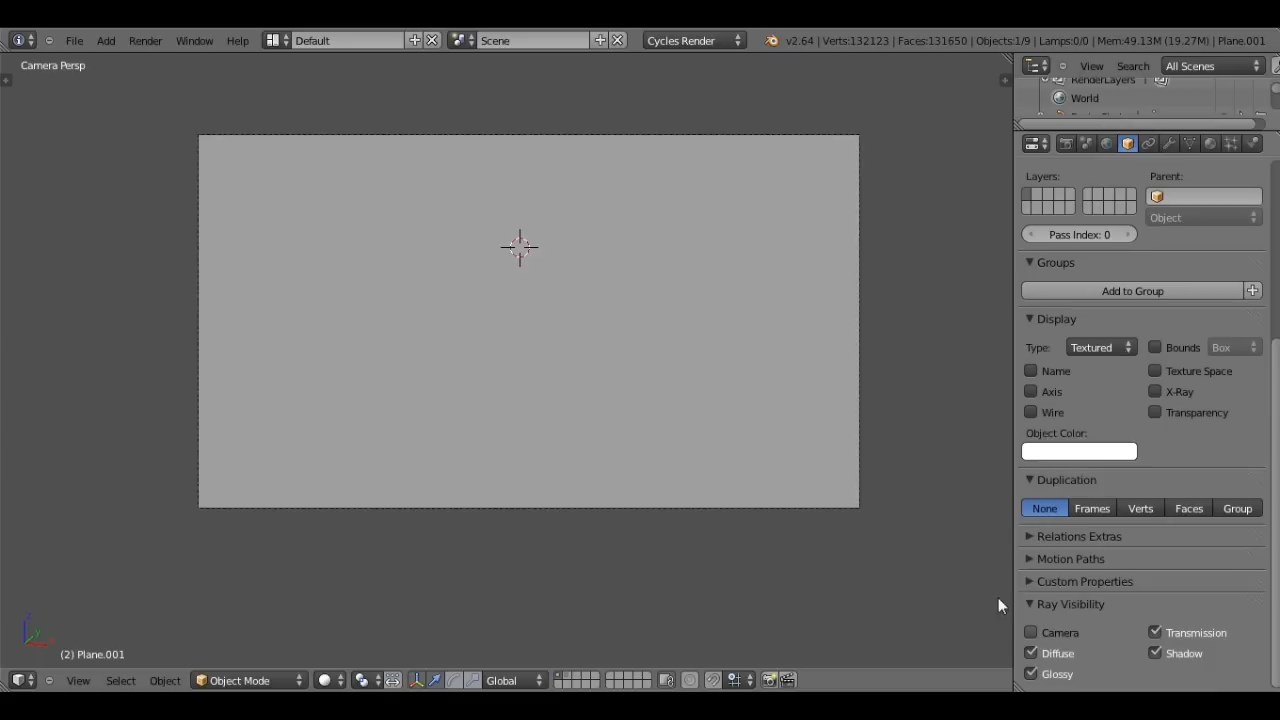 File Add Render Window Help Default Scene Cycles Render v2.64 | Verts:132123 | Faces:131650 | Objects:1/9 | Lamps:0/0 | Mem:49.13M (19.27M) | Plane.001
Camera Persp
View Search All Scenes
RenderLayers
World
Layers: Parent:
Object
Pass Index: 0
Groups
Add to Group
Display
Type: Textured Bounds Box
Name Texture Space
Axis X-Ray
Wire Transparency
Object Color:
Duplication
None Frames Verts Faces Group
Relations Extras
Motion Paths
Custom Properties
Ray Visibility
Camera Transmission
Diffuse Shadow
Glossy
z
y
x
(2) Plane.001
View Select Object Object Mode Global